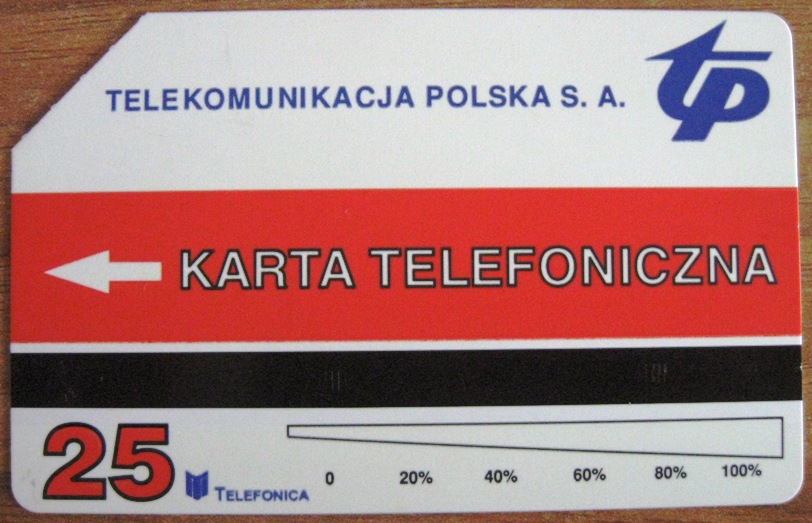 TELEKOMUNIKACJA POLSKA S. A.
tp
KARTA TELEFONICZNA
25
TELEFONICA
0 20% 40% 60% 80% 100%